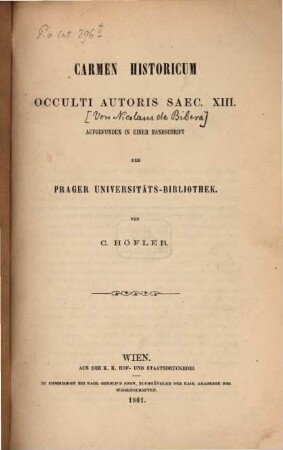 P. o. lat. 296 t
CARMEN HISTORICUM
OCCULTI AUTORIS SAEC. XIII.
[Von Nicolaus de Bibera]
AUFGEFUNDEN IN EINER HANDSCHRIFT
DER
PRAGER UNIVERSITÄTS-BIBLIOTHEK.
VON
C. HÖFLER.
WIEN.
AUS DER K. K. HOF- UND STAATSDRUCKEREI.
IN COMMISSION BEI KARL GEROLD'S SOHN, BUCHHÄNDLER DER KAIS. AKADEMIE DER
WISSENSCHAFTEN.
1861.